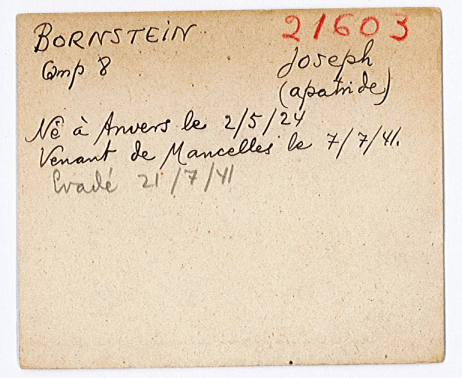 BORNSTEIN 21603
Camp 8 Joseph
(apatride)
Né à Anvers le 2/5/24
Venant de Mancelles le 7/7/41.
Evadé 21/7/41